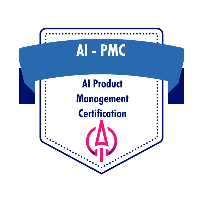 AI - PMC
AI Product
Management
Certification